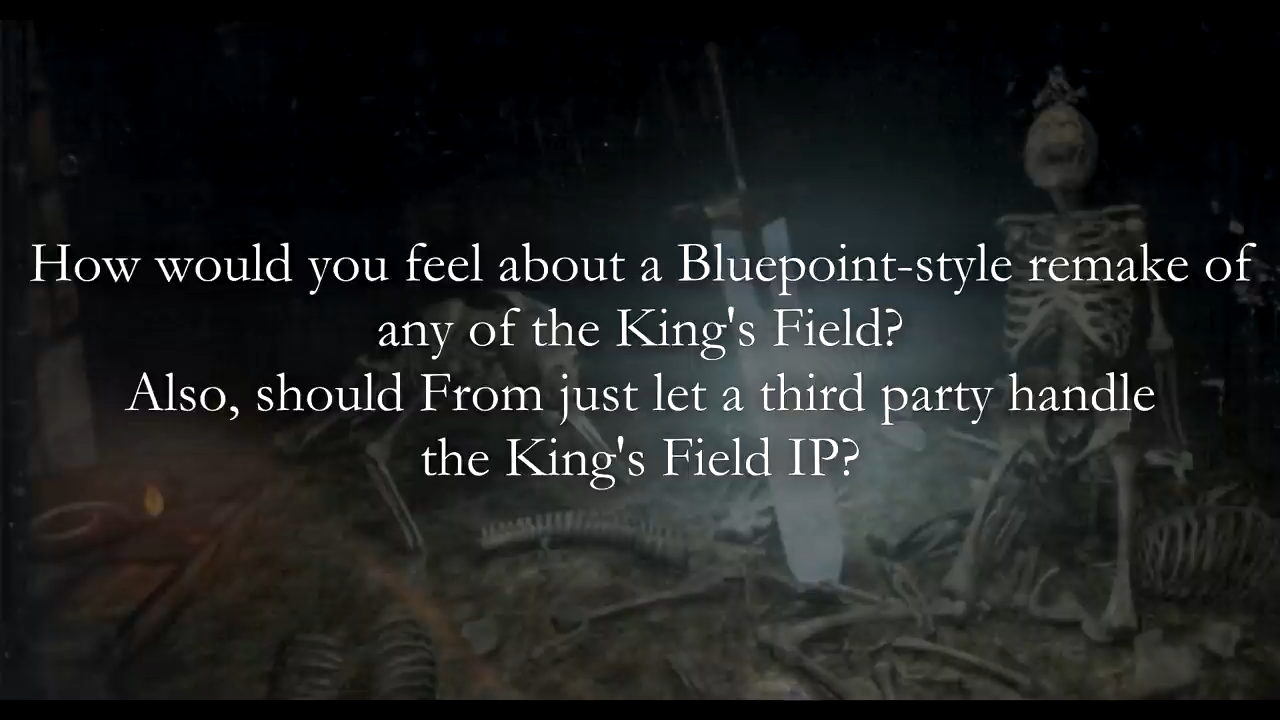 How would you feel about a Bluepoint-style remake of
any of the King's Field?
Also, should From just let a third party handle
the King's Field IP?